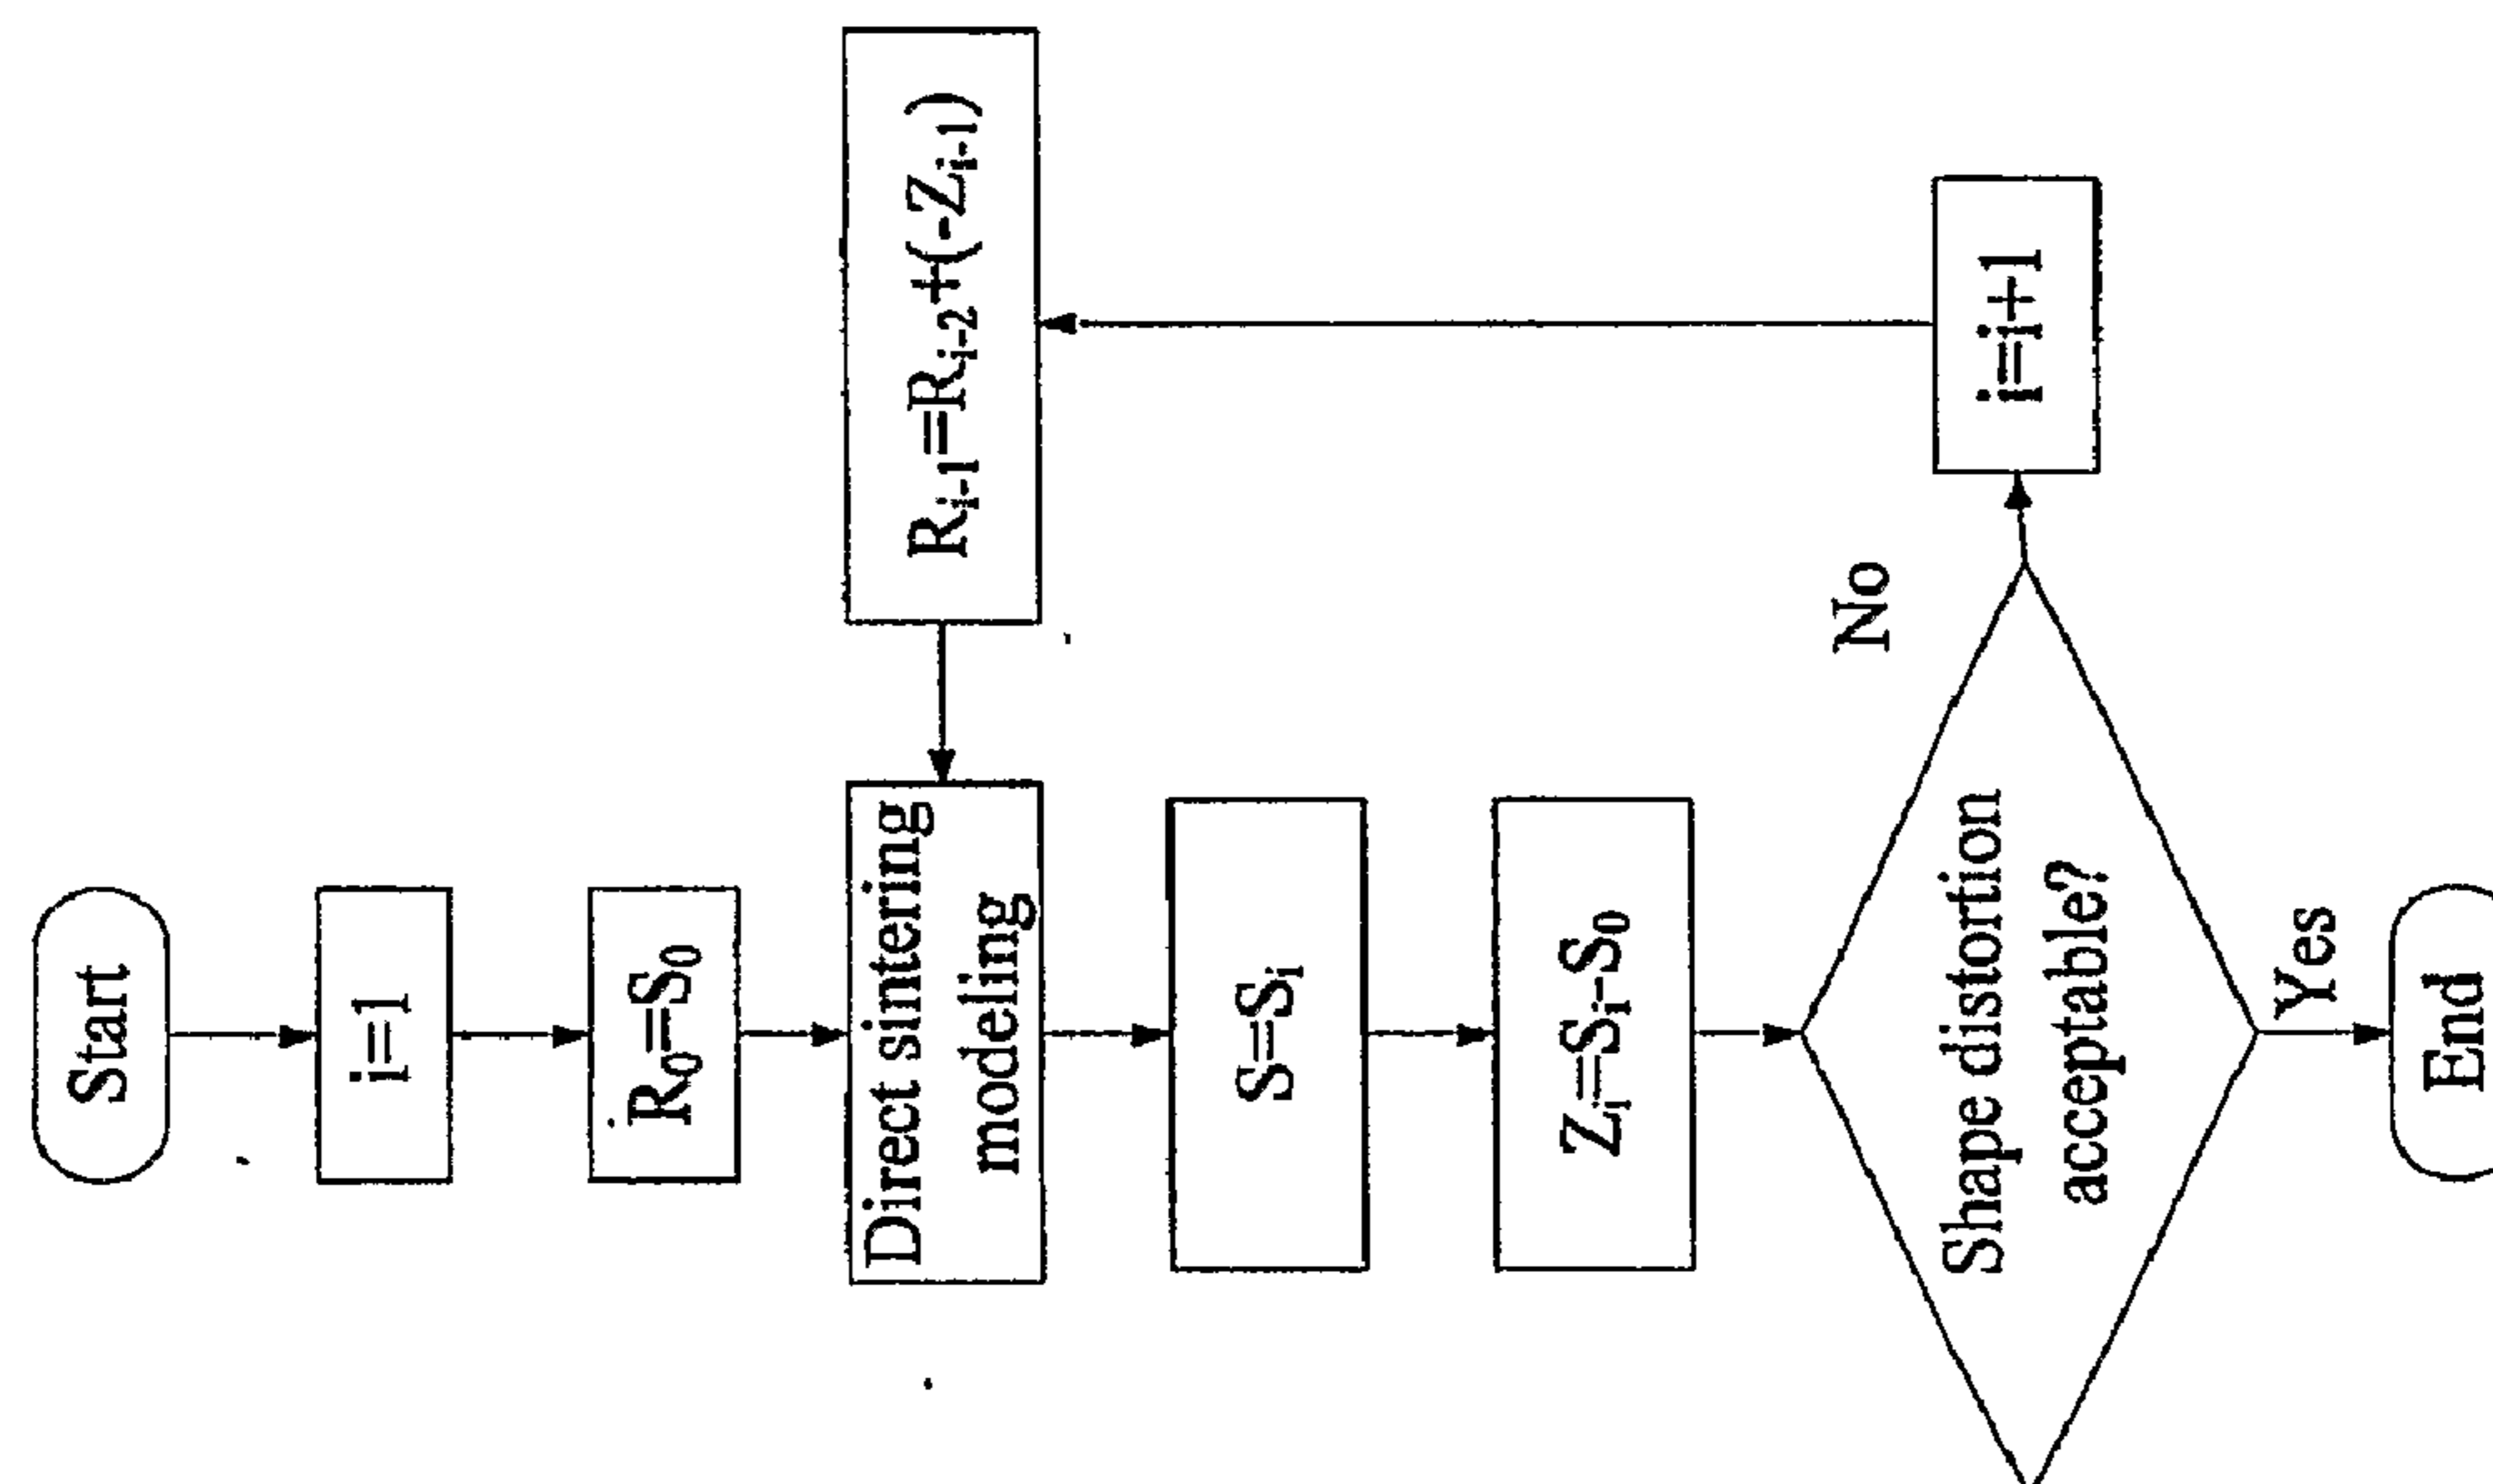 Start
i=1
R₀=S₀
Direct sintering
modeling
S=Sᵢ
Zᵢ=Sᵢ-S₀
Shape distortion
acceptable?
Yes
End
No
i=i+1
Rᵢ₋₁=Rᵢ₋₂+(-Zᵢ₋₁)